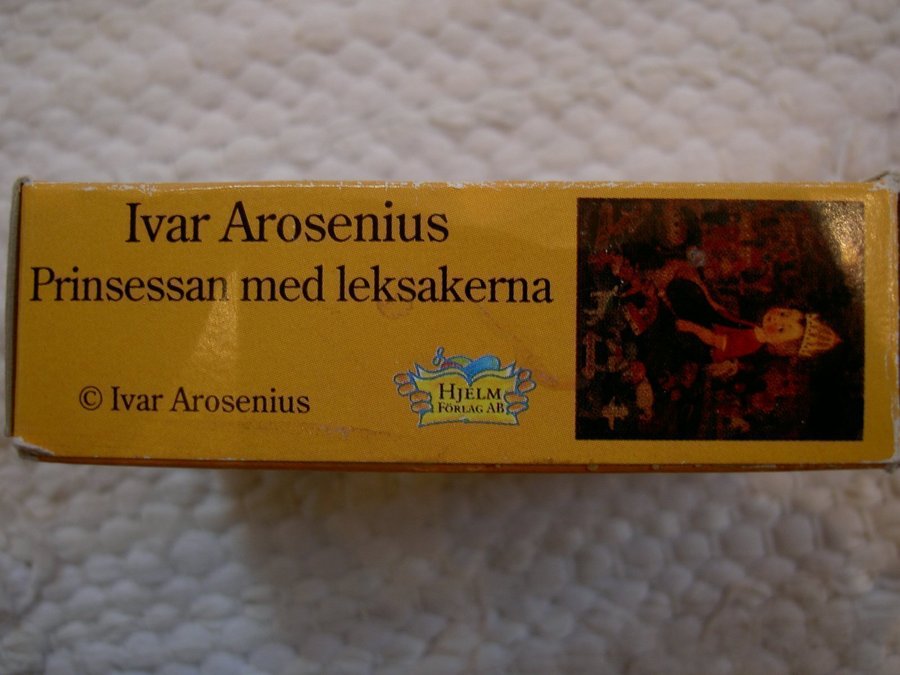 Ivar Arosenius
Prinsessan med leksakerna
© Ivar Arosenius
HJELM
FÖRLAG AB